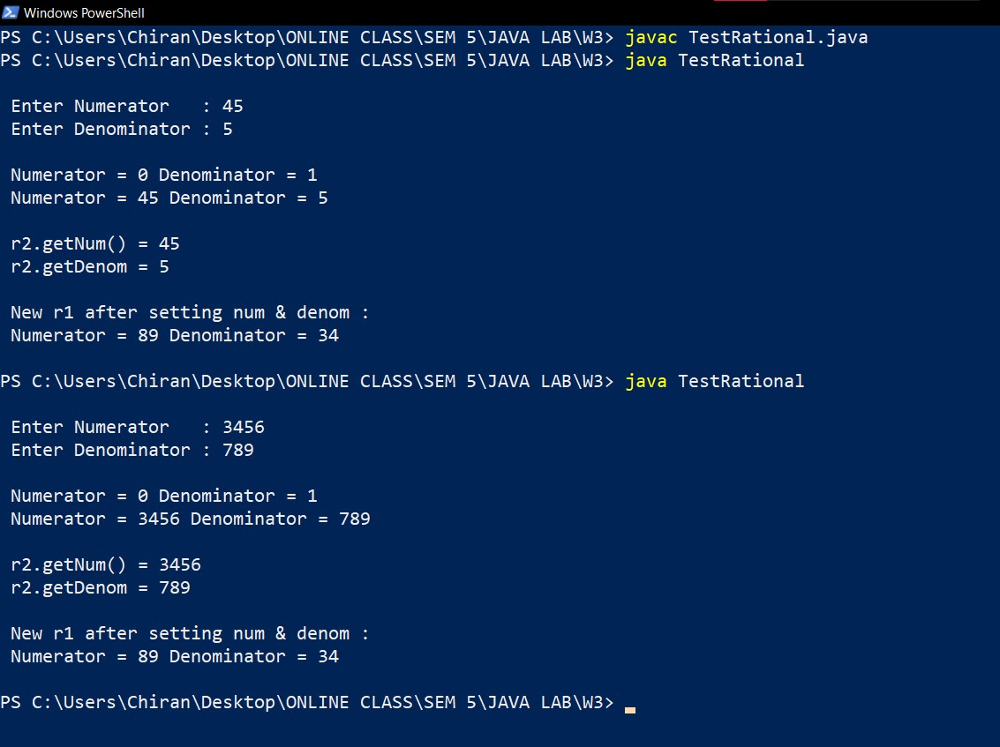 Windows PowerShell
PS C:\Users\Chiran\Desktop\ONLINE CLASS\SEM 5\JAVA LAB\W3> javac TestRational.java
PS C:\Users\Chiran\Desktop\ONLINE CLASS\SEM 5\JAVA LAB\W3> java TestRational
Enter Numerator   : 45
Enter Denominator : 5
Numerator = 0 Denominator = 1
Numerator = 45 Denominator = 5
r2.getNum() = 45
r2.getDenom = 5
New r1 after setting num & denom :
Numerator = 89 Denominator = 34
PS C:\Users\Chiran\Desktop\ONLINE CLASS\SEM 5\JAVA LAB\W3> java TestRational
Enter Numerator   : 3456
Enter Denominator : 789
Numerator = 0 Denominator = 1
Numerator = 3456 Denominator = 789
r2.getNum() = 3456
r2.getDenom = 789
New r1 after setting num & denom :
Numerator = 89 Denominator = 34
PS C:\Users\Chiran\Desktop\ONLINE CLASS\SEM 5\JAVA LAB\W3>